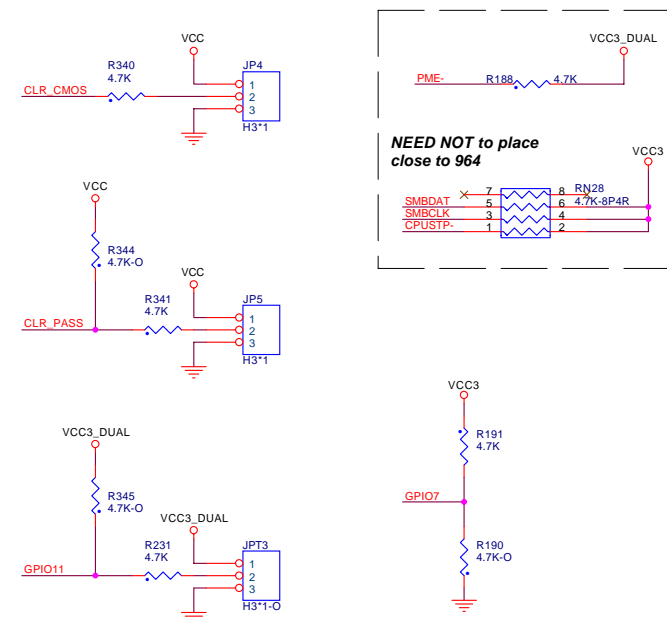 VCC
R340
4.7K
JP4
CLR_CMOS
1
2
3
H3*1
VCC
R344
4.7K-O
VCC
R341
4.7K
JP5
CLR_PASS
1
2
3
H3*1
VCC3_DUAL
R345
4.7K-O
VCC3_DUAL
R231
4.7K
JPT3
GPIO11
1
2
3
H3*1-O
VCC3_DUAL
PME-
R188
4.7K
NEED NOT to place
close to 964
VCC3
7 8 RN28
SMBDAT 5 6 4.7K-8P4R
SMBCLK 3 4
CPUSTP- 1 2
VCC3
R191
4.7K
GPIO7
R190
4.7K-O